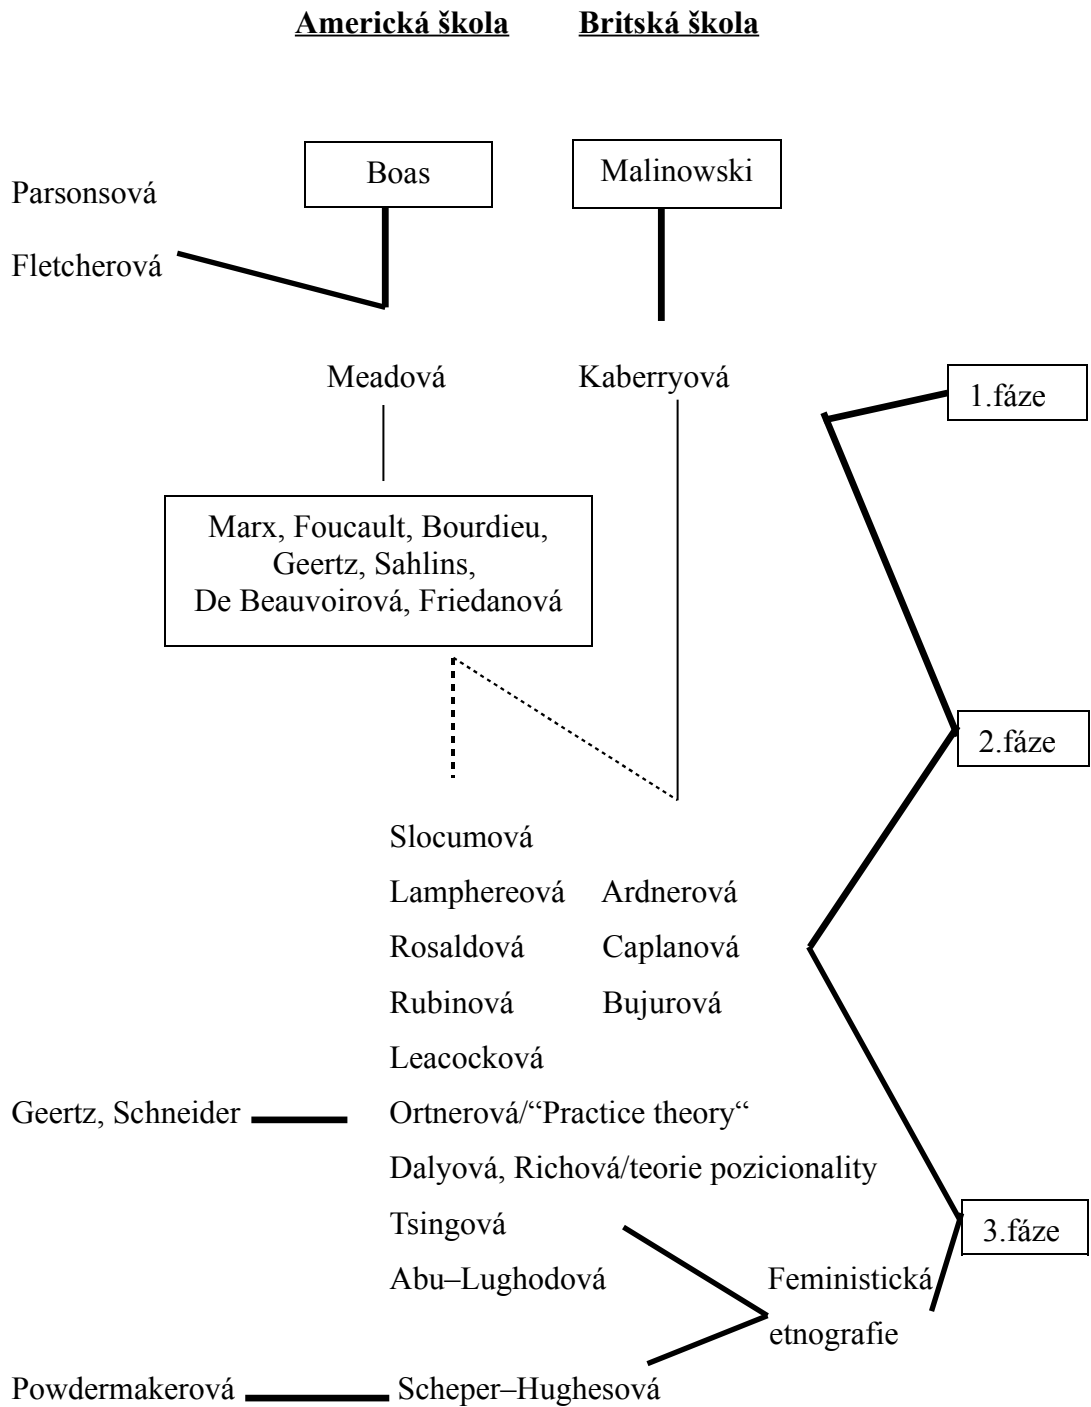 Americká škola Britská škola
Boas Malinowski
Parsonsová
Fletcherová
Meadová Kaberryová
1.fáze
Marx, Foucault, Bourdieu,
Geertz, Sahlins,
De Beauvoirová, Friedanová
2.fáze
Slocumová
Lamphereová Ardnerová
Rosaldová Caplanová
Rubinová Bujurová
Leacocková
Geertz, Schneider Ortnerová/“Practice theory“
Dalyová, Richová/teorie pozicionality
Tsingová
3.fáze
Abu–Lughodová Feministická
etnografie
Powdermakerová Scheper–Hughesová